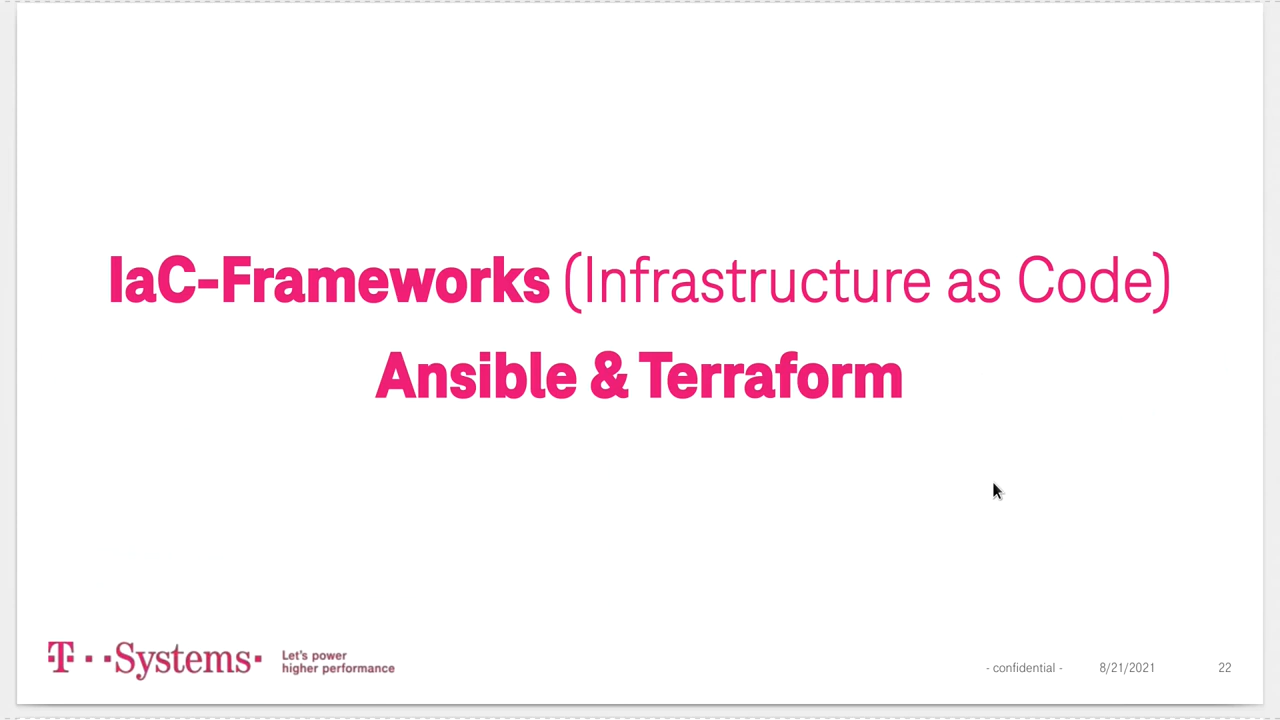 IaC-Frameworks (Infrastructure as Code)
Ansible & Terraform
T··Systems·
Let's power
higher performance
- confidential - 8/21/2021 22